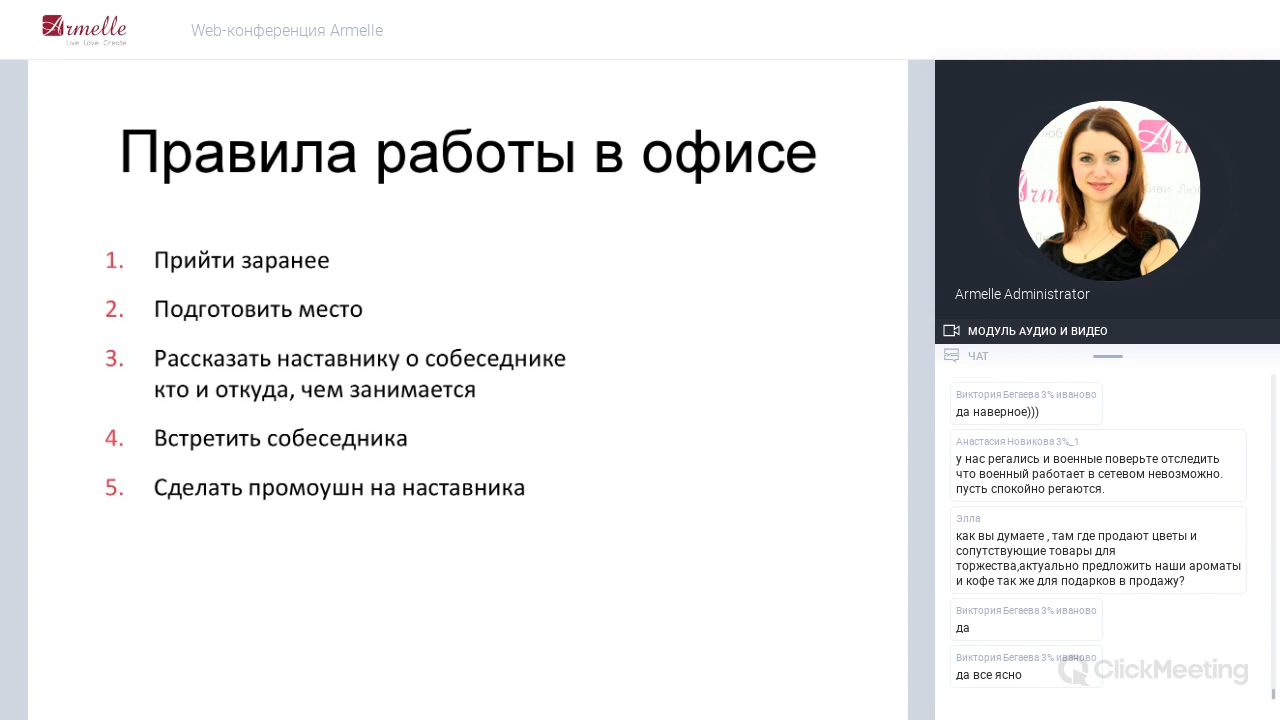 Armelle
Live Love Create
Web-конференция Armelle
Правила работы в офисе
1. Прийти заранее
2. Подготовить место
3. Рассказать наставнику о собеседнике
кто и откуда, чем занимается
4. Встретить собеседника
5. Сделать промоушн на наставника
Armelle Administrator
МОДУЛЬ АУДИО И ВИДЕО
ЧАТ
Виктория Бегаева 3% иваново
да наверное)))
Анастасия Новикова 3%_1
у нас регались и военные поверьте отследить
что военный работает в сетевом невозможно.
пусть спокойно регаются.
Элла
как вы думаете , там где продают цветы и
сопутствующие товары для
торжества,актуально предложить наши ароматы
и кофе так же для подарков в продажу?
Виктория Бегаева 3% иваново
да
Виктория Бегаева 3% иваново
да все ясно
ClickMeeting